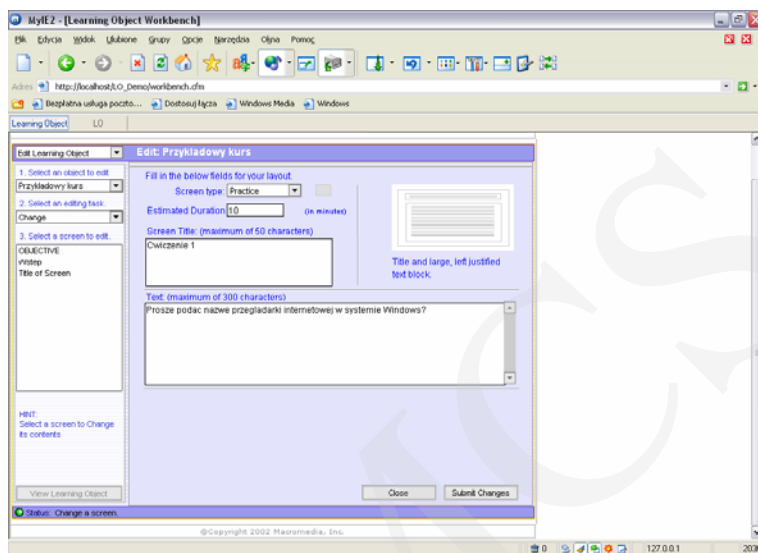 MyIE2 - [Learning Object Workbench]
Plik Edycja Widok Ulubione Grupy Opcje Narzędzia Okna Pomoc
Adres http://localhost/LO_Demo/workbench.cfm
Bezpłatna usługa poczto... Dostosuj łącza Windows Media Windows
Learning Object LO
Edit Learning Object Edit: Przykladowy kurs
1. Select an object to edit
Przykladowy kurs
2. Select an editing task.
Change
3. Select a screen to edit.
OBJECTIVE
Wstep
Title of Screen
HINT:
Select a screen to Change
its contents
View Learning Object
Fill in the below fields for your layout.
Screen type: Practice
Estimated Duration 10 (in minutes)
Screen Title: (maximum of 50 characters)
Cwiczenie 1
Title and large, left justified
text block.
Text: (maximum of 300 characters)
Prosze podac nazwe przegladarki internetowej w systemie Windows?
Close Submit Changes
Status: Change a screen.
©Copyright 2002 Macromedia, Inc.
0 127.0.0.1